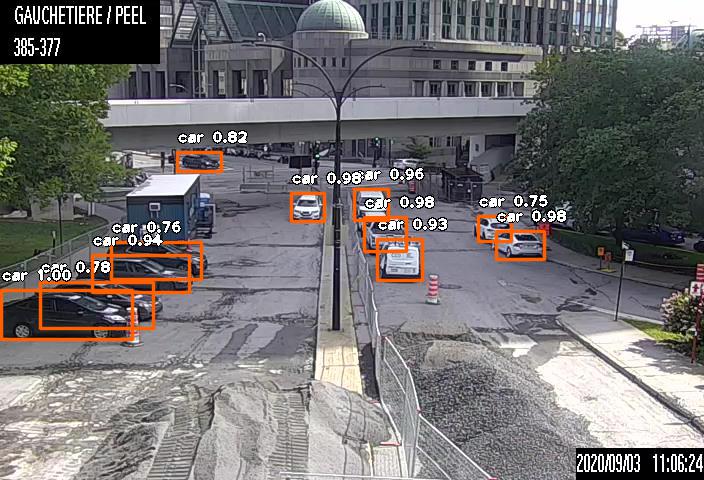 GAUCHETIERE / PEEL
385-377
car 0.82
car 0.98
car 0.96
car 0.98
car 0.75
car 0.98
car 0.93
car 0.76
car 0.94
car 0.78
car 1.00
2020/09/03 11:06:24